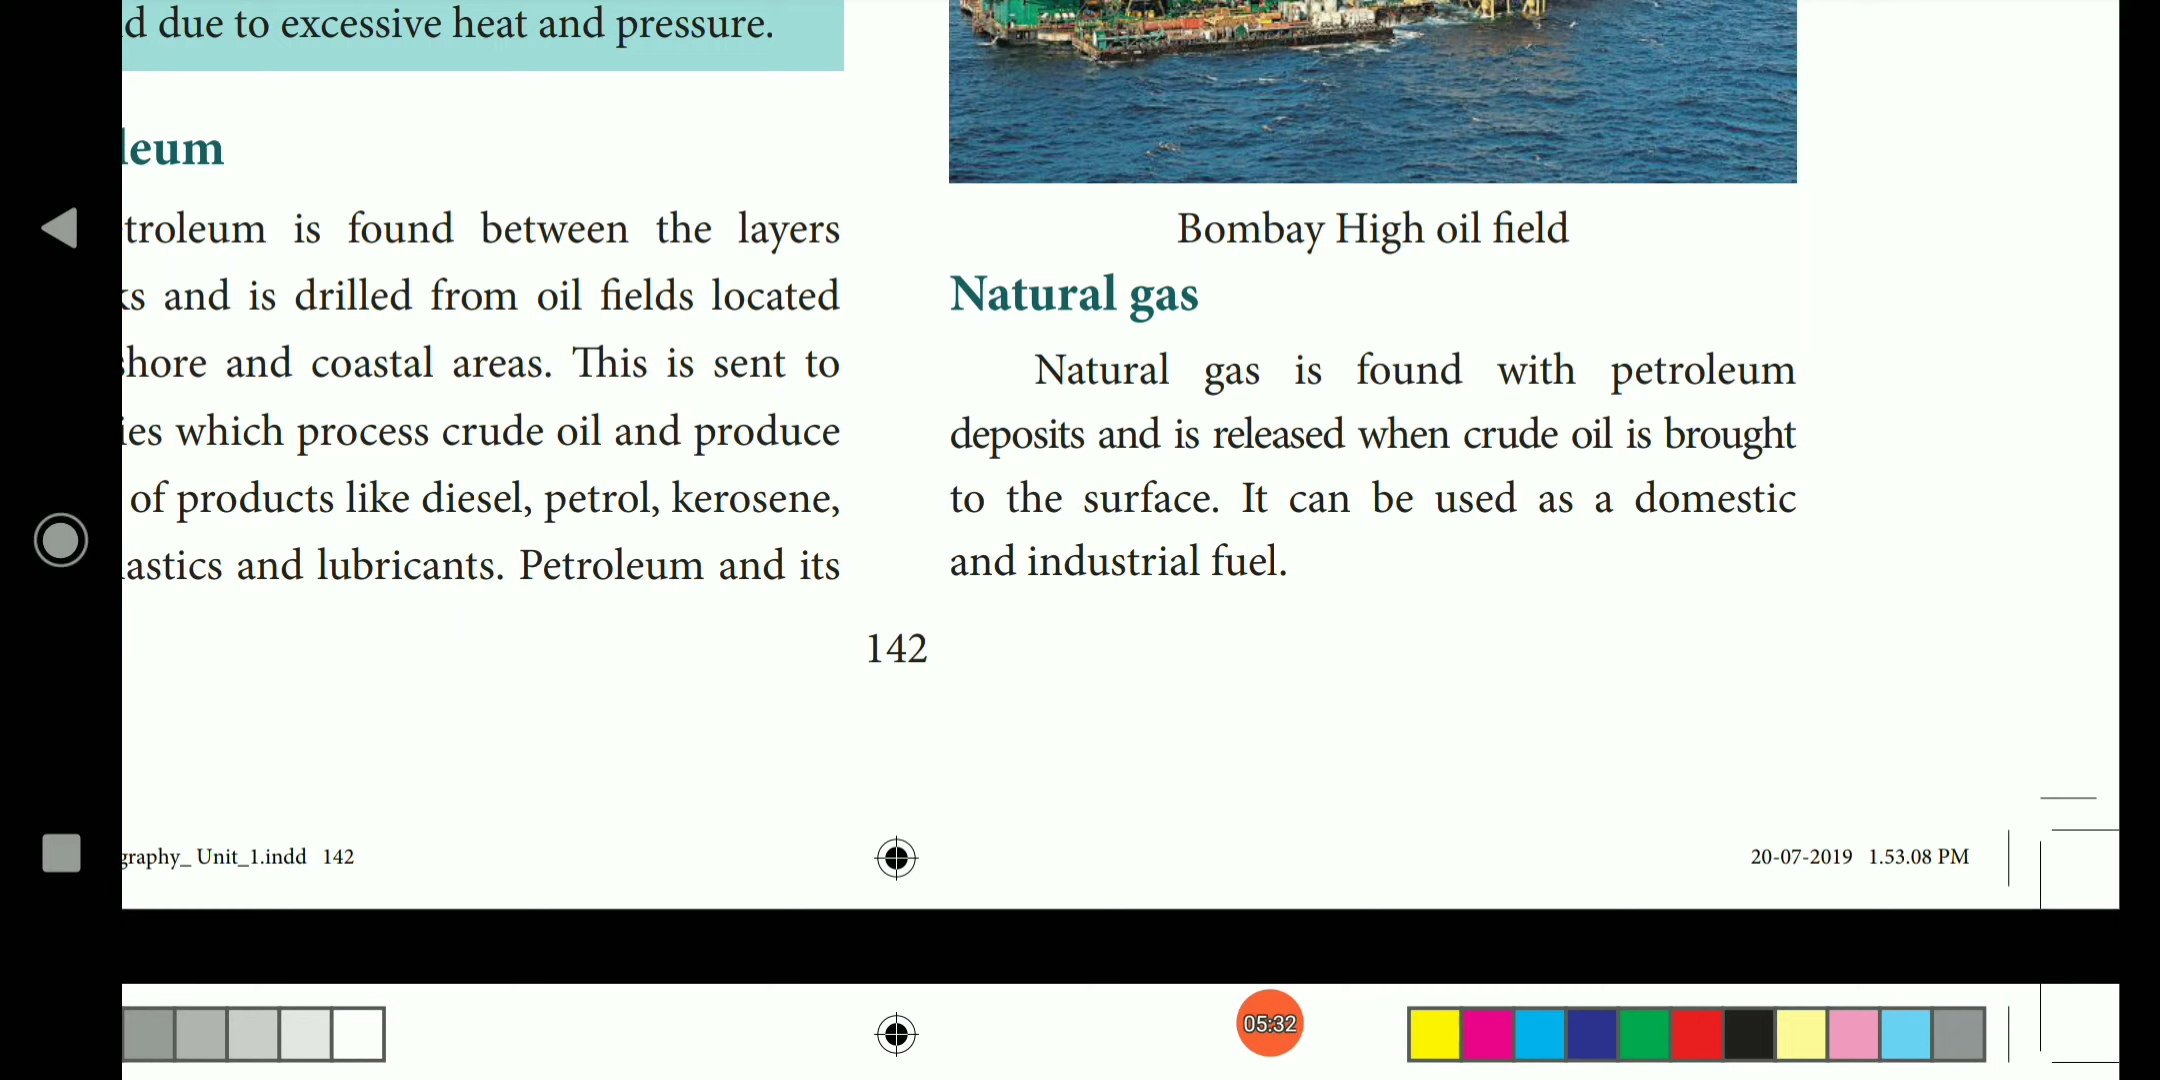 d due to excessive heat and pressure.
leum
troleum is found between the layers
ks and is drilled from oil fields located
shore and coastal areas. This is sent to
ies which process crude oil and produce
of products like diesel, petrol, kerosene,
lastics and lubricants. Petroleum and its
Bombay High oil field
Natural gas
Natural gas is found with petroleum
deposits and is released when crude oil is brought
to the surface. It can be used as a domestic
and industrial fuel.
142
graphy_ Unit_1.indd 142
20-07-2019 1.53.08 PM
05:32